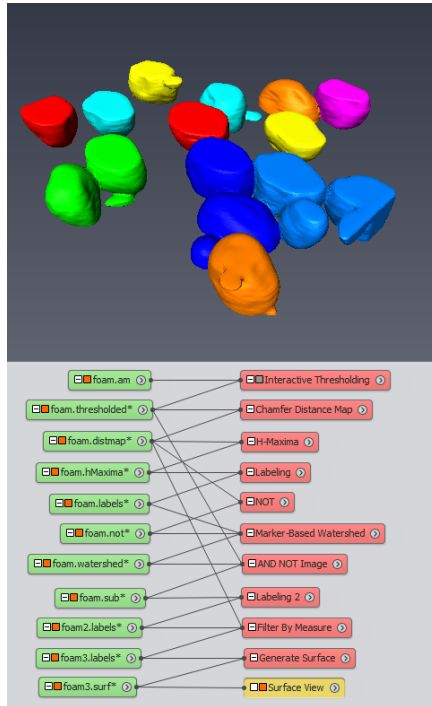 foam.am Interactive Thresholding
foam.thresholded* Chamfer Distance Map
foam.distmap* H-Maxima
foam.hMaxima* Labeling
foam.labels* NOT
foam.not* Marker-Based Watershed
foam.watershed* AND NOT Image
foam.sub* Labeling 2
foam2.labels* Filter By Measure
foam3.labels* Generate Surface
foam3.surf* Surface View